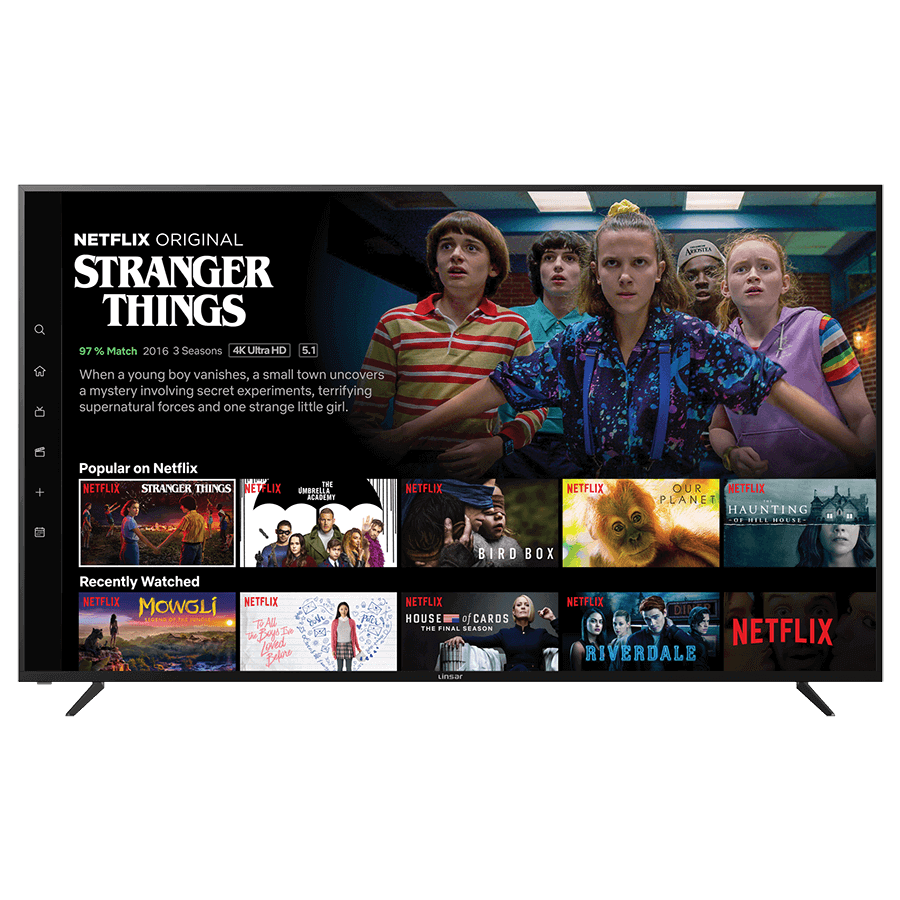 NETFLIX ORIGINAL
STRANGER
THINGS
97 % Match 2016 3 Seasons 4K Ultra HD 5.1
When a young boy vanishes, a small town uncovers
a mystery involving secret experiments, terrifying
supernatural forces and one strange little girl.
Popular on Netflix
NETFLIX STRANGER THINGS
NETFLIX THE
UMBRELLA
ACADEMY
NETFLIX
BIRD BOX
NETFLIX OUR
PLANET
NETFLIX
THE
HAUNTING
OF HILL HOUSE
Recently Watched
NETFLIX MOWGLI
LEGEND OF THE JUNGLE
NETFLIX
To All
the Boys I've
Loved
Before
NETFLIX
HOUSE of CARDS
THE FINAL SEASON
NETFLIX
DINER
RIVERDALE
NETFLIX
Linsar